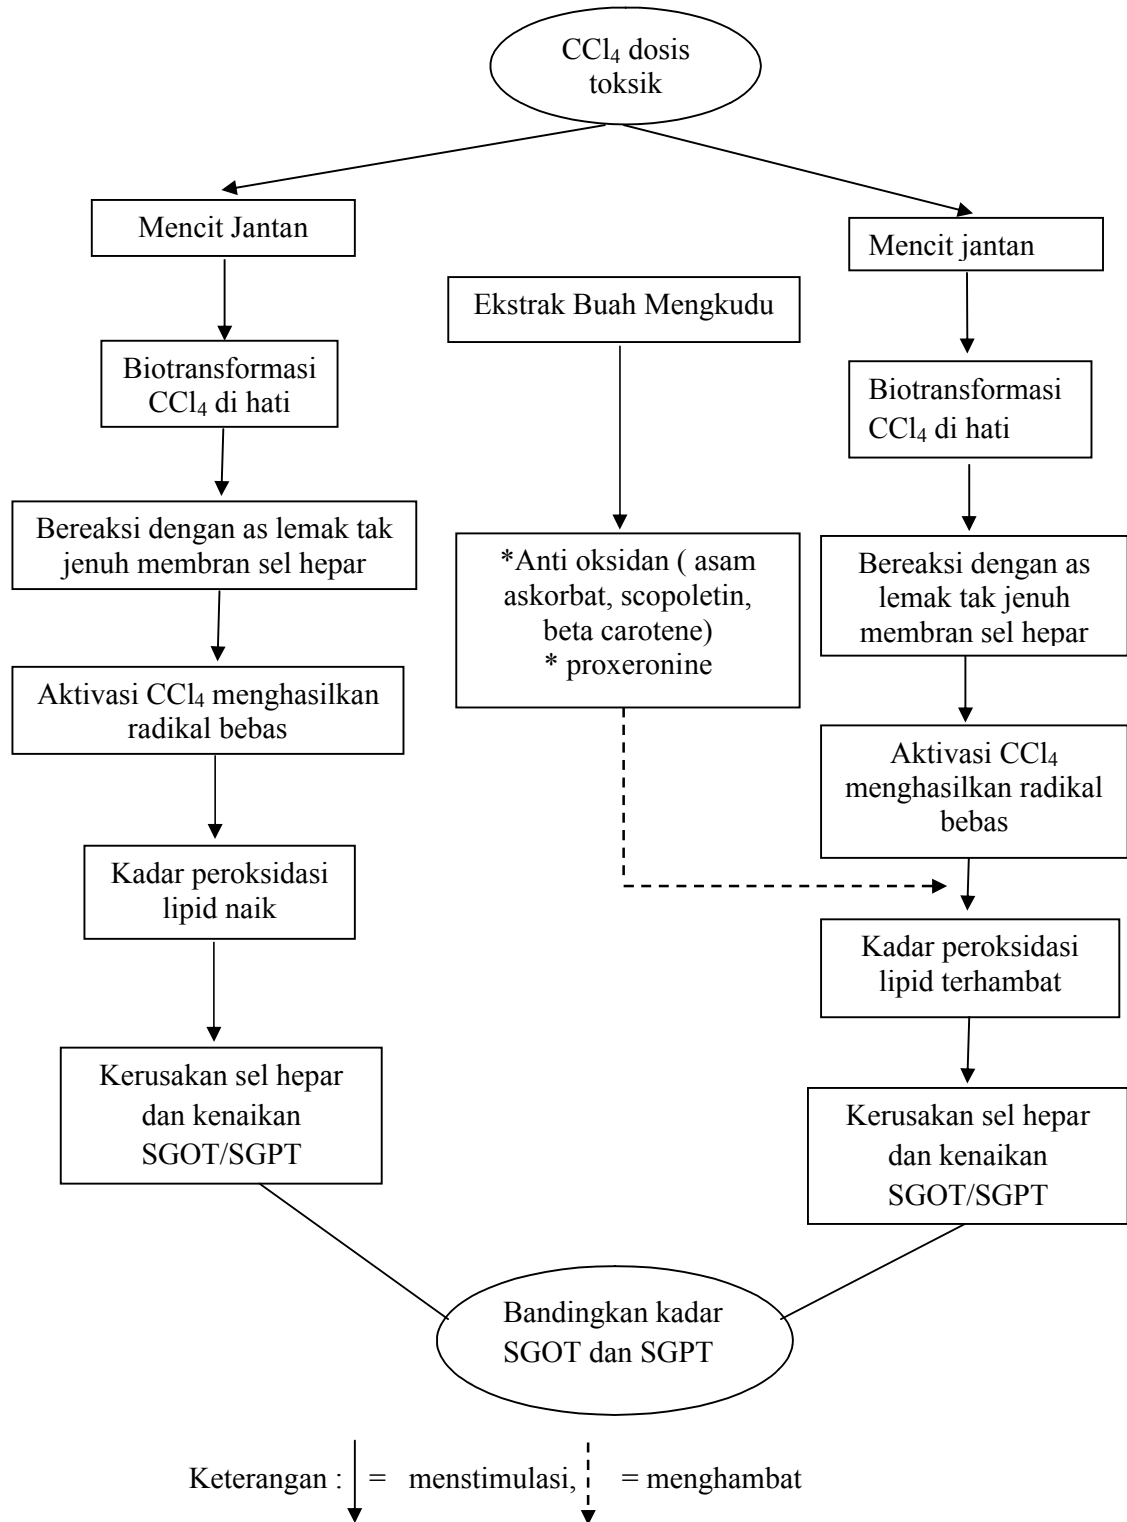 CCl₄ dosis
toksik
Mencit Jantan
Biotransformasi
CCl₄ di hati
Bereaksi dengan as lemak tak
jenuh membran sel hepar
Aktivasi CCl₄ menghasilkan
radikal bebas
Kadar peroksidasi
lipid naik
Kerusakan sel hepar
dan kenaikan
SGOT/SGPT
Ekstrak Buah Mengkudu
*Anti oksidan ( asam
askorbat, scopoletin,
beta carotene)
* proxeronine
Mencit jantan
Biotransformasi
CCl₄ di hati
Bereaksi dengan as
lemak tak jenuh
membran sel hepar
Aktivasi CCl₄
menghasilkan radikal
bebas
Kadar peroksidasi
lipid terhambat
Kerusakan sel hepar
dan kenaikan
SGOT/SGPT
Bandingkan kadar
SGOT dan SGPT
Keterangan : = menstimulasi, = menghambat